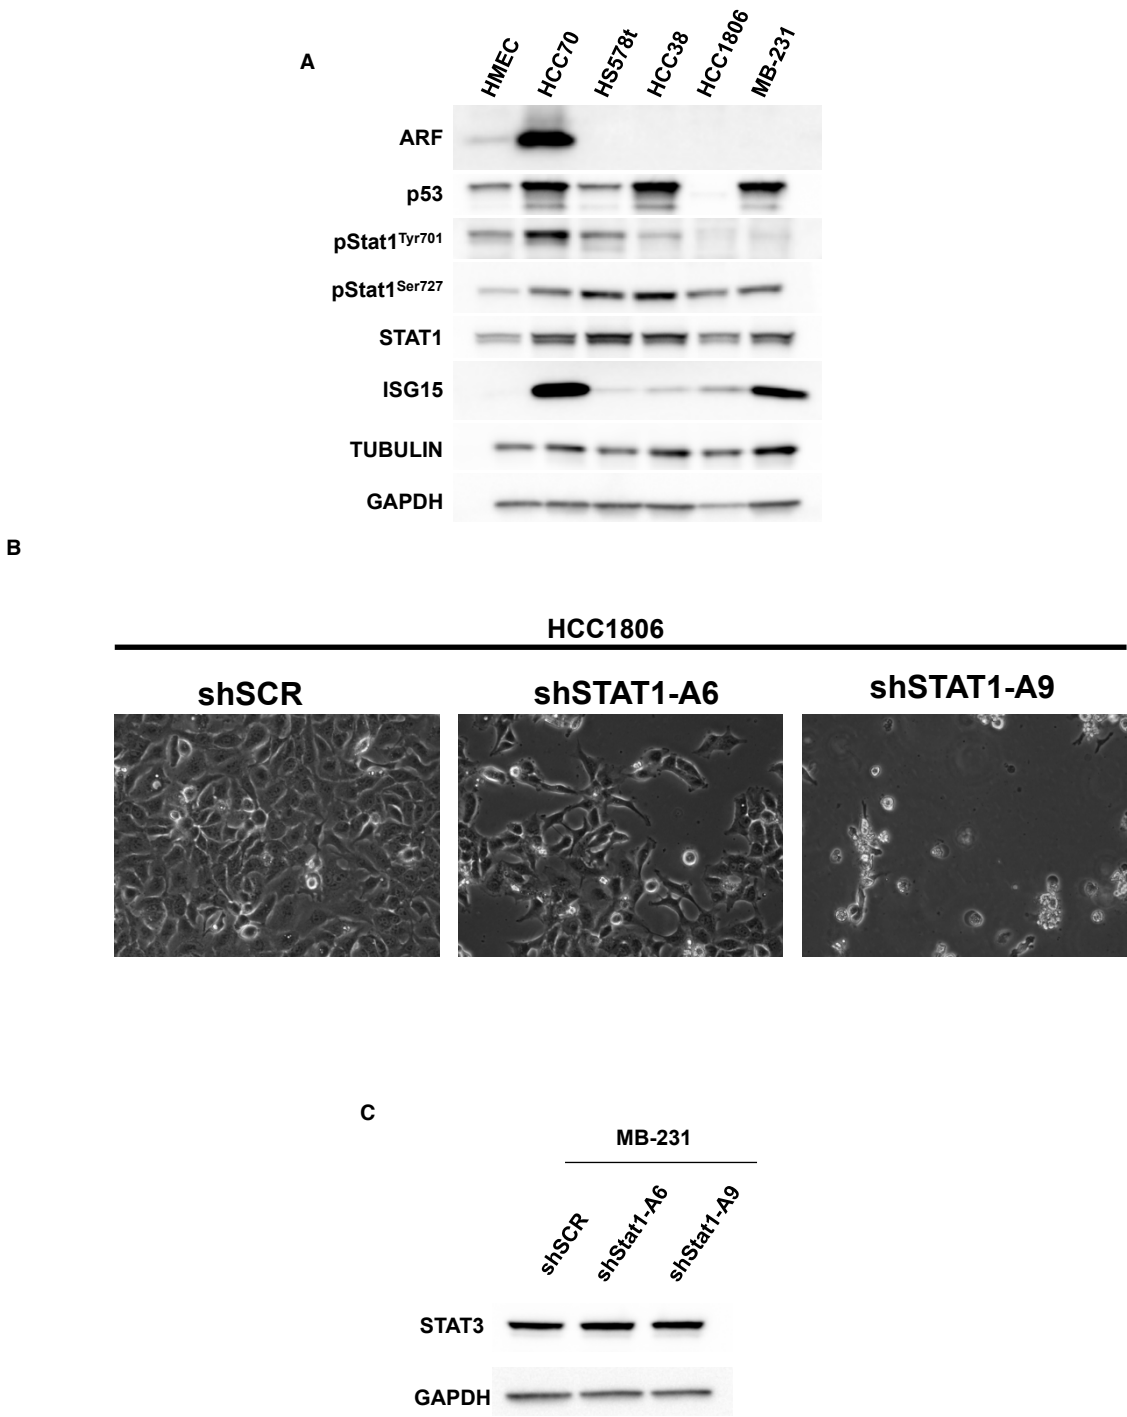 A
HMEC HCC70 HS578t HCC38 HCC1806 MB-231
ARF
p53
pStat1Tyr701
pStat1Ser727
STAT1
ISG15
TUBULIN
GAPDH
B
HCC1806
shSCR shSTAT1-A6 shSTAT1-A9
C
MB-231
shSCR shStat1-A6 shStat1-A9
STAT3
GAPDH